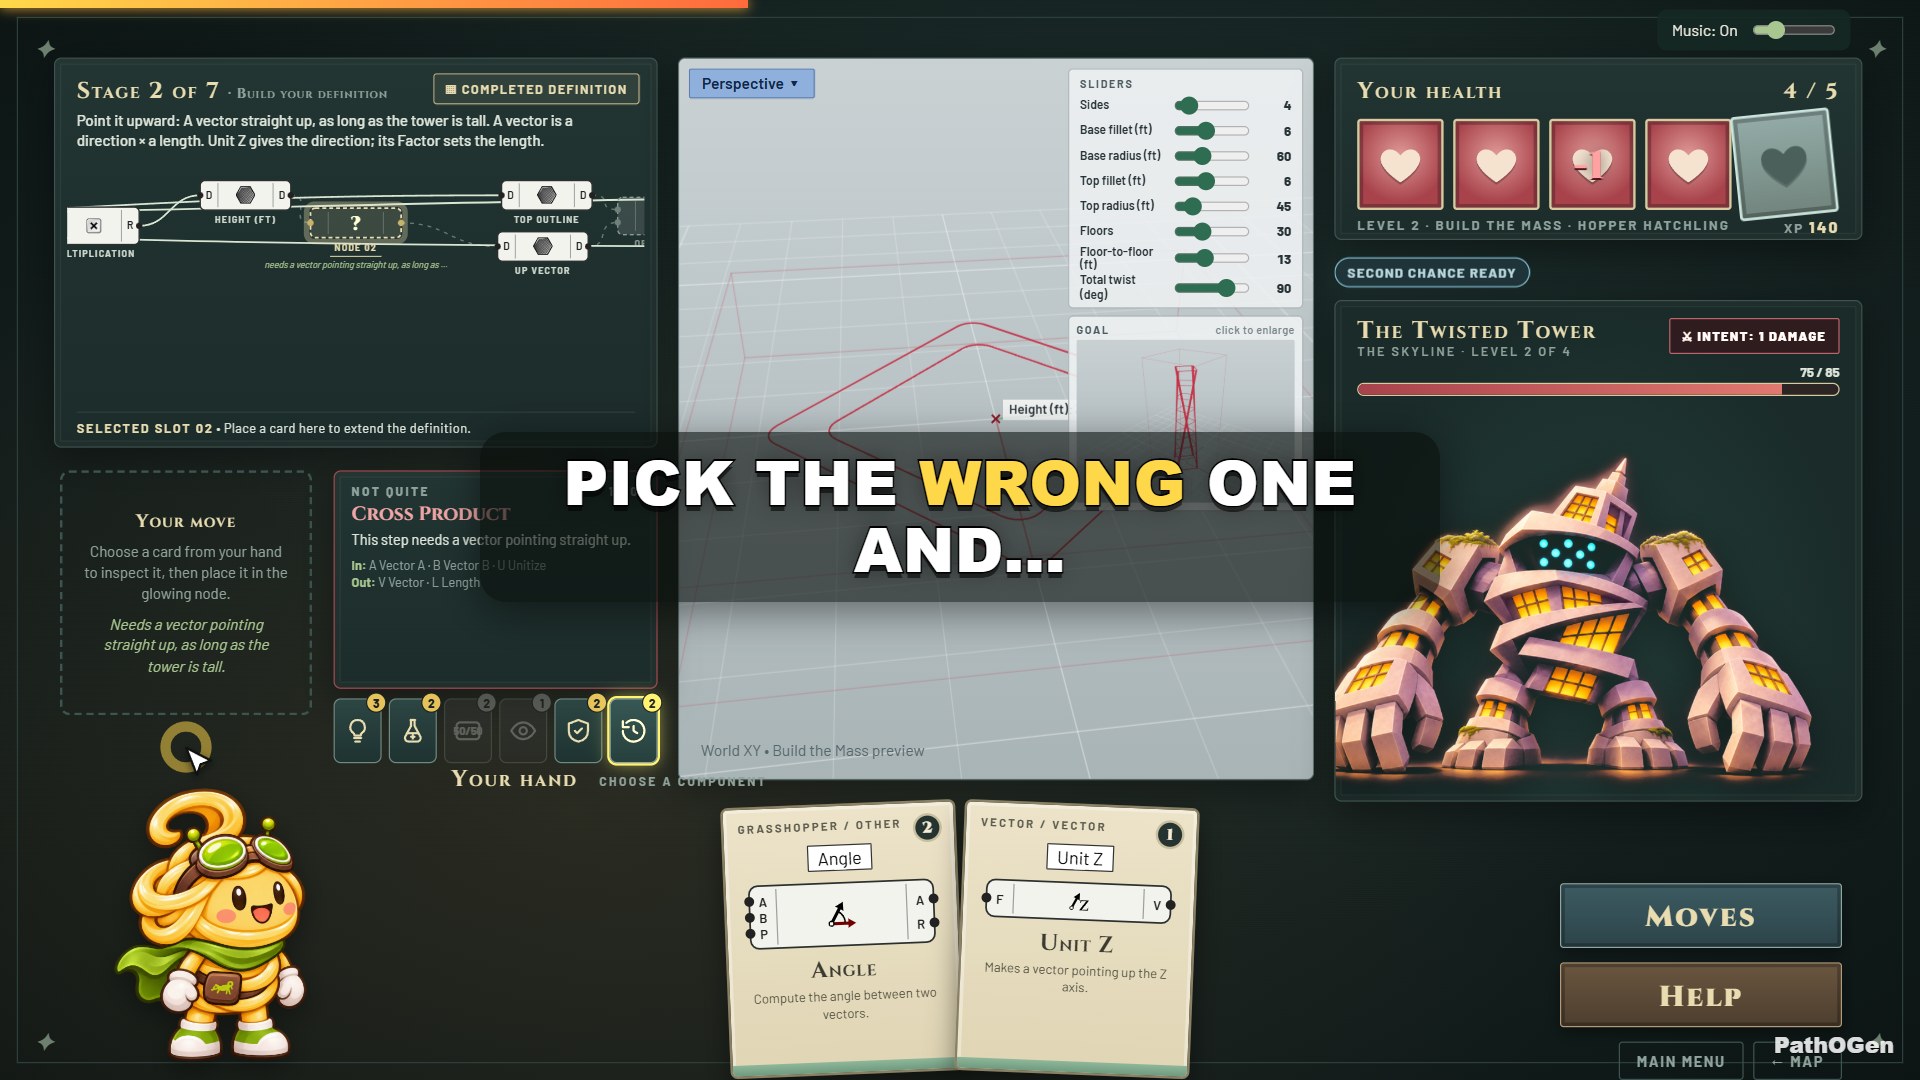 Music: On
Stage 2 of 7 · Build your definition
COMPLETED DEFINITION
Point it upward: A vector straight up, as long as the tower is tall. A vector is a
direction × a length. Unit Z gives the direction; its Factor sets the length.
R
LTIPLICATION
D D
HEIGHT (FT)
?
NODE 02
needs a vector pointing straight up, as long as ...
D D
TOP OUTLINE
D D
UP VECTOR
SELECTED SLOT 02 • Place a card here to extend the definition.
Your move
Choose a card from your hand
to inspect it, then place it in the
glowing node.
Needs a vector pointing
straight up, as long as the
tower is tall.
NOT QUITE
Cross Product
This step needs a vector pointing straight up.
In: A Vector A · B Vector B · U Unitize
Out: V Vector · L Length
3
2
50/50 2
1
2
2
Your hand CHOOSE A COMPONENT
Perspective ▼
SLIDERS
Sides 4
Base fillet (ft) 6
Base radius (ft) 60
Top fillet (ft) 6
Top radius (ft) 45
Floors 30
Floor-to-floor (ft) 13
Total twist (deg) 90
GOAL click to enlarge
Height (ft)
PICK THE WRONG ONE
AND...
World XY • Build the Mass preview
GRASSHOPPER / OTHER 2
Angle
A A
B
P R
Angle
Compute the angle between two
vectors.
VECTOR / VECTOR 1
Unit Z
F Z V
Unit Z
Makes a vector pointing up the Z
axis.
Your health 4 / 5
-1
LEVEL 2 · BUILD THE MASS · HOPPER HATCHLING XP 140
SECOND CHANCE READY
The Twisted Tower
THE SKYLINE · LEVEL 2 OF 4
INTENT: 1 DAMAGE
75 / 85
Moves
Help
MAIN MENU
← MAP
PathOGen